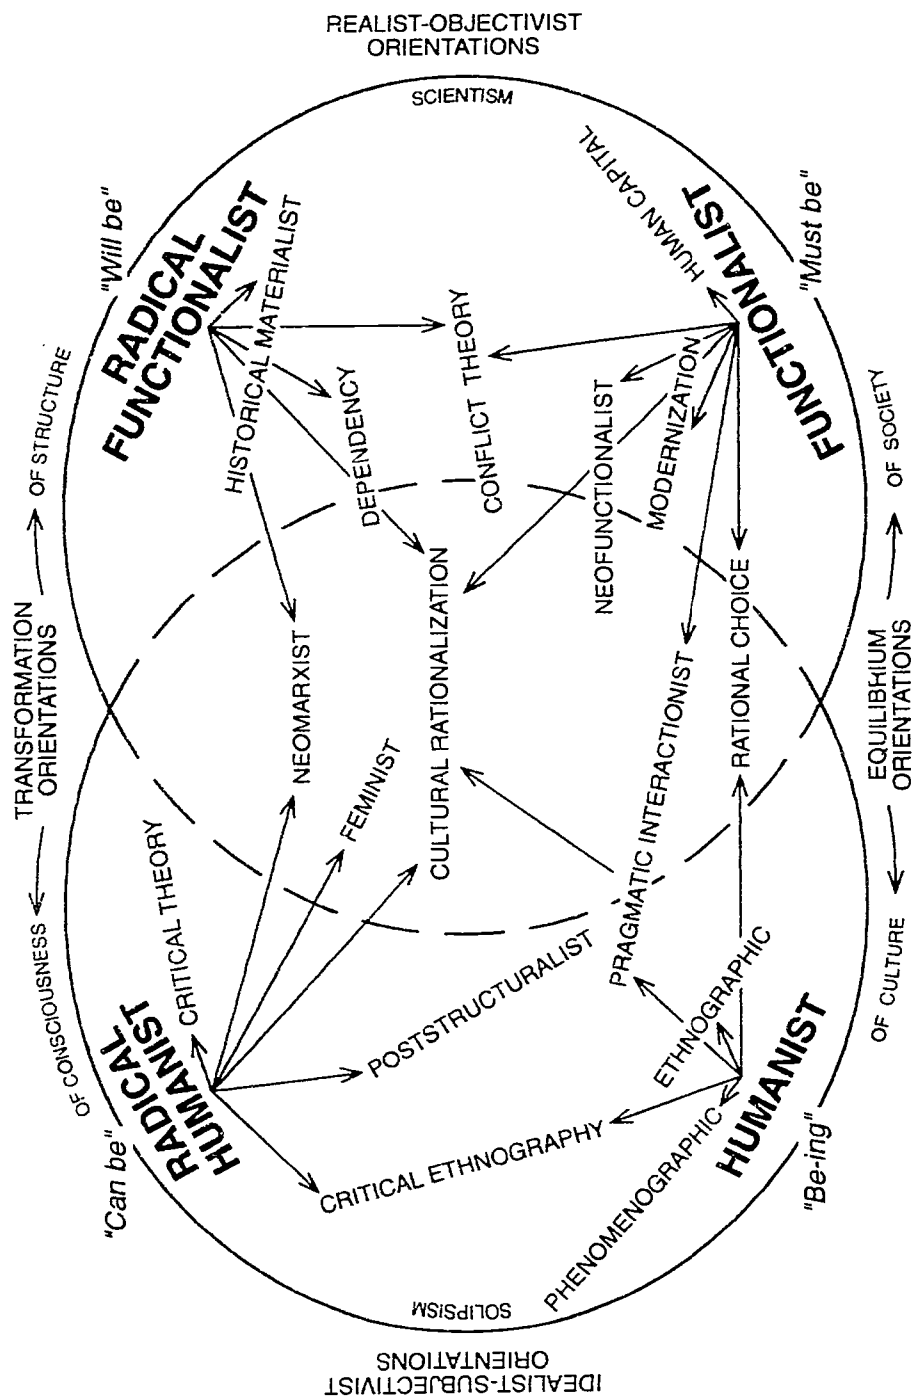 REALIST-OBJECTIVIST
ORIENTATIONS
SCIENTISM
"Will be"
RADICAL
FUNCTIONALIST
HISTORICAL MATERIALIST
HUMAN CAPITAL
FUNCTIONALIST
"Must be"
OF STRUCTURE
DEPENDENCY
CONFLICT THEORY
NEOFUNCTIONALIST
MODERNIZATION
OF SOCIETY
TRANSFORMATION
ORIENTATIONS
NEOMARXIST
CULTURAL RATIONALIZATION
PRAGMATIC INTERACTIONIST
RATIONAL CHOICE
EQUILIBHIUM
ORIENTATIONS
FEMINIST
CRITICAL THEORY
OF CONSCIOUSNESS
POSTSTRUCTURALIST
ETHNOGRAPHIC
OF CULTURE
"Can be"
RADICAL
HUMANIST
CRITICAL ETHNOGRAPHY
PHENOMENOGRAPHIC
HUMANIST
"Be-ing"
SOLIPSISM
IDEALIST-SUBJECTIVIST
ORIENTATIONS